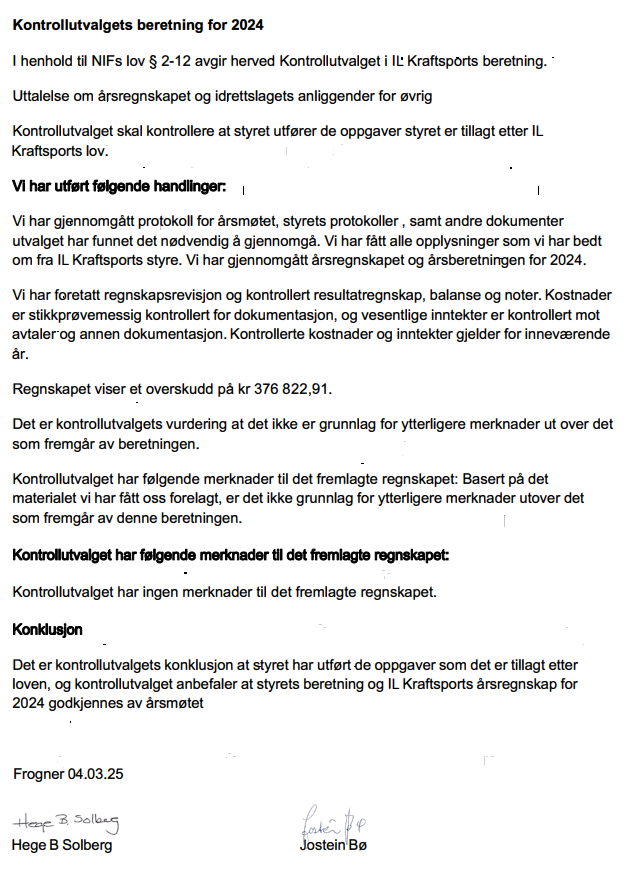 Kontrollutvalgets beretning for 2024
I henhold til NIFs lov § 2-12 avgir herved Kontrollutvalget i IL Kraftsports beretning.
Uttalelse om årsregnskapet og idrettslagets anliggender for øvrig
Kontrollutvalget skal kontrollere at styret utfører de oppgaver styret er tillagt etter IL
Kraftsports lov.
Vi har utført følgende handlinger:
Vi har gjennomgått protokoll for årsmøtet, styrets protokoller , samt andre dokumenter
utvalget har funnet det nødvendig å gjennomgå. Vi har fått alle opplysninger som vi har bedt
om fra IL Kraftsports styre. Vi har gjennomgått årsregnskapet og årsberetningen for 2024.
Vi har foretatt regnskapsrevisjon og kontrollert resultatregnskap, balanse og noter. Kostnader
er stikkprøvemessig kontrollert for dokumentasjon, og vesentlige inntekter er kontrollert mot
avtaler og annen dokumentasjon. Kontrollerte kostnader og inntekter gjelder for inneværende
år.
Regnskapet viser et overskudd på kr 376 822,91.
Det er kontrollutvalgets vurdering at det ikke er grunnlag for ytterligere merknader ut over det
som fremgår av beretningen.
Kontrollutvalget har følgende merknader til det fremlagte regnskapet: Basert på det
materialet vi har fått oss forelagt, er det ikke grunnlag for ytterligere merknader utover det
som fremgår av denne beretningen.
Kontrollutvalget har følgende merknader til det fremlagte regnskapet:
Kontrollutvalget har ingen merknader til det fremlagte regnskapet.
Konklusjon
Det er kontrollutvalgets konklusjon at styret har utført de oppgaver som det er tillagt etter
loven, og kontrollutvalget anbefaler at styrets beretning og IL Kraftsports årsregnskap for
2024 godkjennes av årsmøtet
Frogner 04.03.25
Hege B. Solberg Jostein Bø
Hege B Solberg Jostein Bø